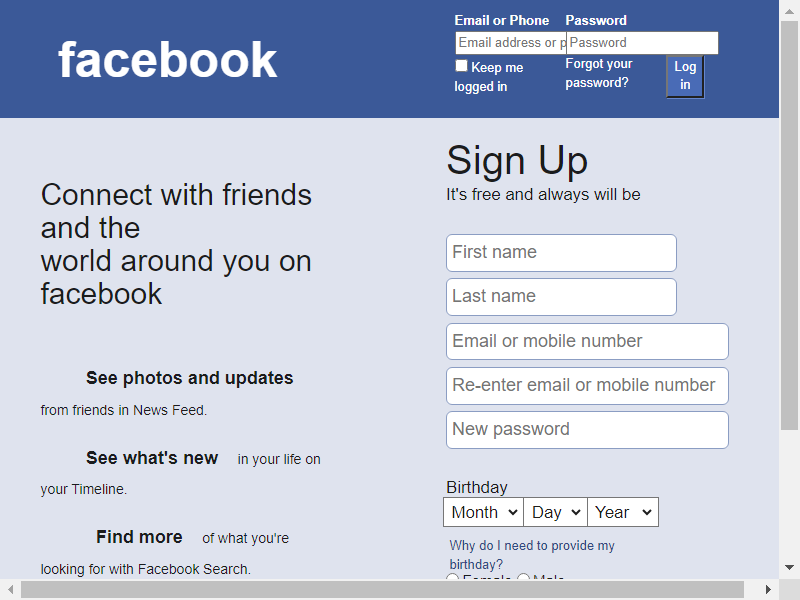 facebook
Email or Phone
Password
Email address or p
Password
Keep me
logged in
Forgot your
password?
Log
in
Connect with friends
and the
world around you on
facebook
See photos and updates
from friends in News Feed.
See what's new in your life on
your Timeline.
Find more of what you're
looking for with Facebook Search.
Sign Up
It's free and always will be
First name
Last name
Email or mobile number
Re-enter email or mobile number
New password
Birthday
Month Day Year
Why do I need to provide my
birthday?
Female Male